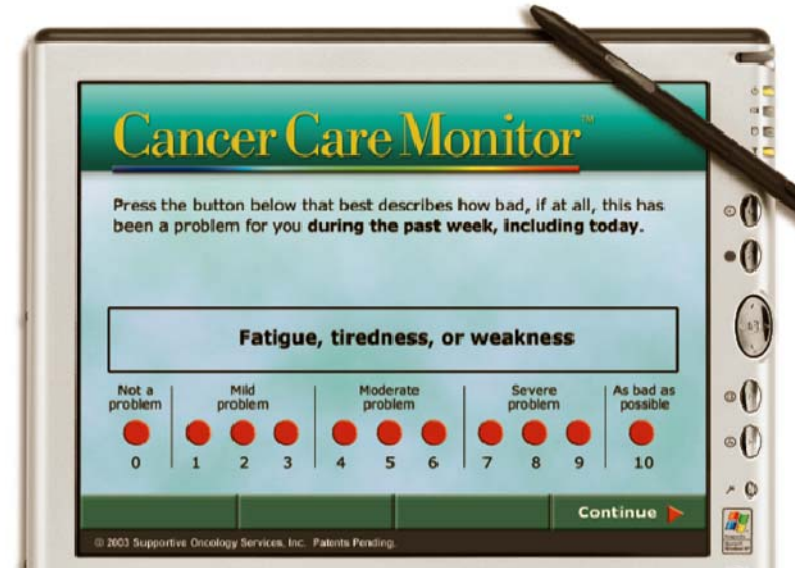 Cancer Care Monitor™
Press the button below that best describes how bad, if at all, this has
been a problem for you during the past week, including today.
Fatigue, tiredness, or weakness
Not a problem
Mild problem
Moderate problem
Severe problem
As bad as possible
0 1 2 3 4 5 6 7 8 9 10
Continue
© 2003 Supportive Oncology Services, Inc. Patents Pending.